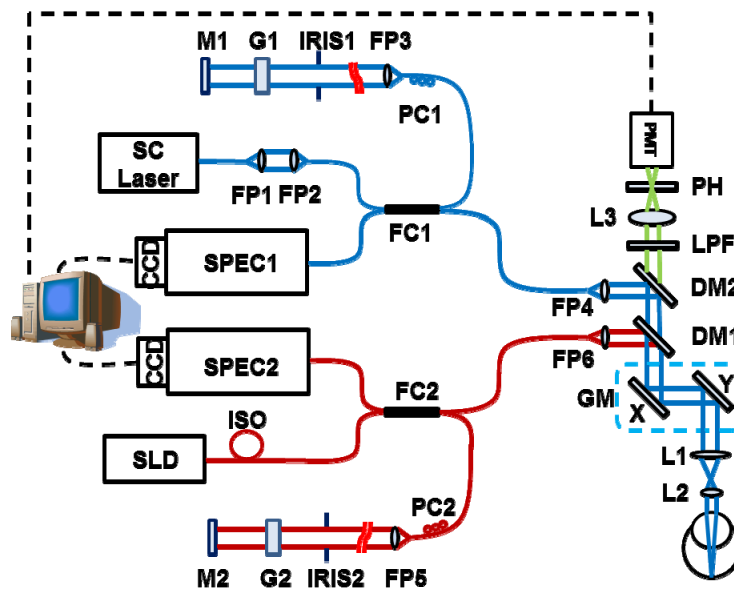 M1 G1 IRIS1 FP3
PC1
PMT
SC
Laser
PH
FP1 FP2
L3
FC1
LPF
CCD
SPEC1
DM2
FP4
DM1
CCD
SPEC2
FP6
FC2
GM
X
Y
ISO
SLD
L1
L2
PC2
M2 G2 IRIS2 FP5